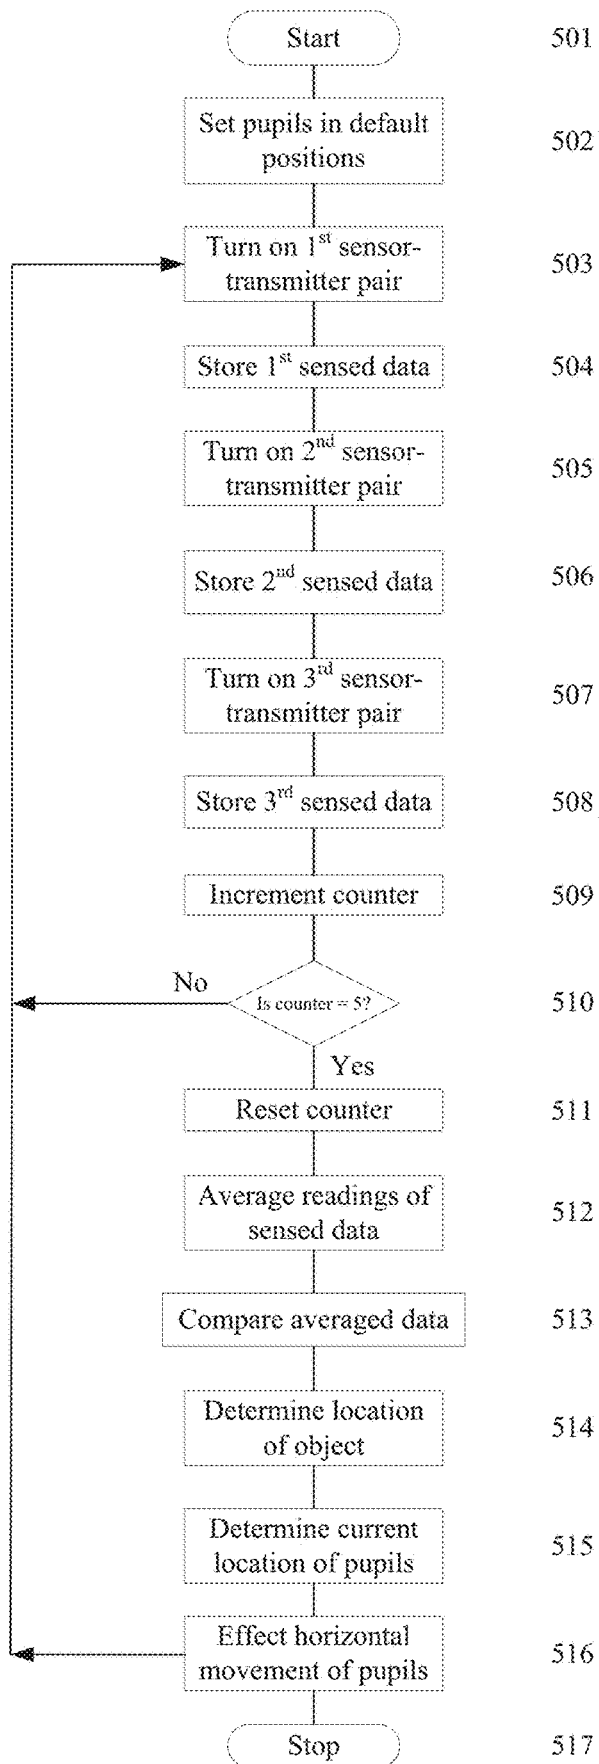 Start 501
Set pupils in default
positions 502
Turn on 1st sensor-
transmitter pair 503
Store 1st sensed data 504
Turn on 2nd sensor-
transmitter pair 505
Store 2nd sensed data 506
Turn on 3rd sensor-
transmitter pair 507
Store 3rd sensed data 508
Increment counter 509
No
Is counter = 5? 510
Yes
Reset counter 511
Average readings of
sensed data 512
Compare averaged data 513
Determine location
of object 514
Determine current
location of pupils 515
Effect horizontal
movement of pupils 516
Stop 517